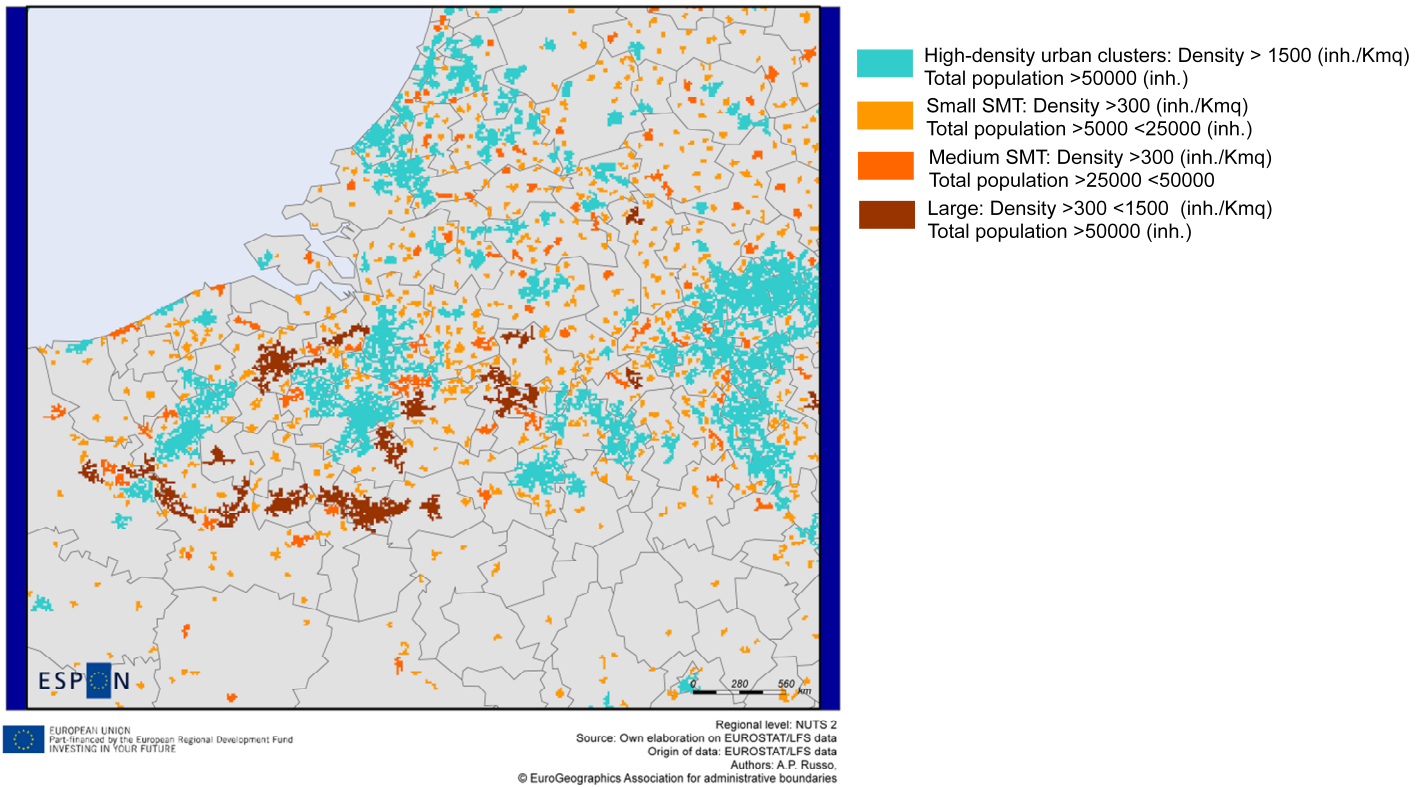 High-density urban clusters: Density > 1500 (inh./Kmq)
Total population >50000 (inh.)
Small SMT: Density >300 (inh./Kmq)
Total population >5000 <25000 (inh.)
Medium SMT: Density >300 (inh./Kmq)
Total population >25000 <50000
Large: Density >300 <1500 (inh./Kmq)
Total population >50000 (inh.)
ESPON
0 280 560
km
EUROPEAN UNION
Part-financed by the European Regional Development Fund
INVESTING IN YOUR FUTURE
Regional level: NUTS 2
Source: Own elaboration on EUROSTAT/LFS data
Origin of data: EUROSTAT/LFS data
Authors: A.P. Russo,
© EuroGeographics Association for administrative boundaries